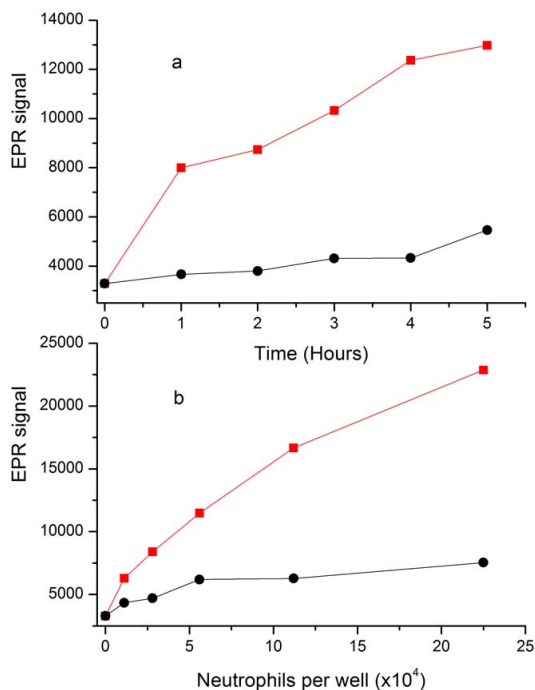 14000
a
12000
10000
8000
6000
4000
EPR signal
0 1 2 3 4 5
Time (Hours)
25000
b
20000
15000
10000
5000
EPR signal
0 5 10 15 20 25
Neutrophils per well (x10⁴)